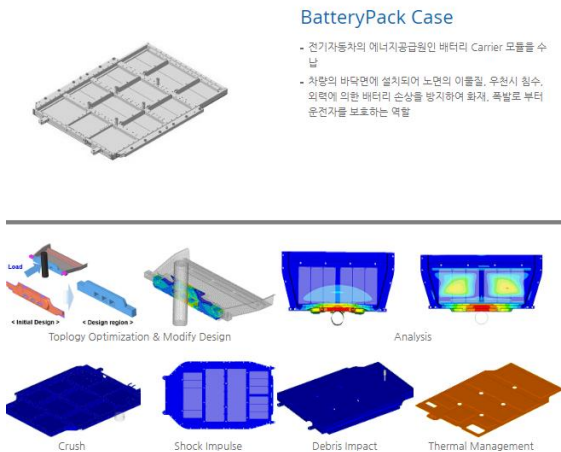 BatteryPack Case
- 전기자동차의 에너지공급원인 배터리 Carrier 모듈을 수
납
- 차량의 바닥면에 설치되어 노면의 이물질, 우천시 침수,
외력에 의한 배터리 손상을 방지하여 화재, 폭발로 부터
운전자를 보호하는 역할
Load
< Initial Design >
< Design region >
Toplogy Optimization & Modify Design
Analysis
Crush
Shock Impulse
Debris Impact
Thermal Management